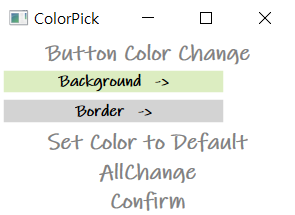 ColorPick
Button Color Change
Background ->
Border ->
Set Color to Default
AllChange
Confirm